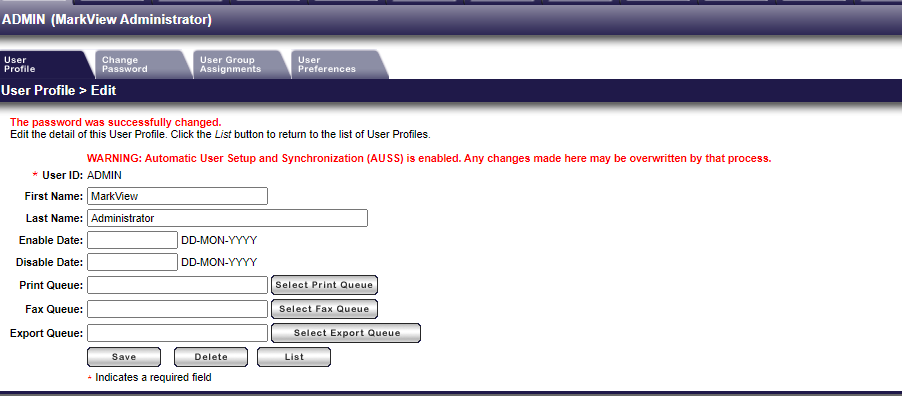 ADMIN (MarkView Administrator)
User Profile
Change Password
User Group Assignments
User Preferences
User Profile > Edit
The password was successfully changed.
Edit the detail of this User Profile. Click the List button to return to the list of User Profiles.
WARNING: Automatic User Setup and Synchronization (AUSS) is enabled. Any changes made here may be overwritten by that process.
* User ID: ADMIN
First Name: MarkView
Last Name: Administrator
Enable Date: DD-MON-YYYY
Disable Date: DD-MON-YYYY
Print Queue: Select Print Queue
Fax Queue: Select Fax Queue
Export Queue: Select Export Queue
Save Delete List
* Indicates a required field